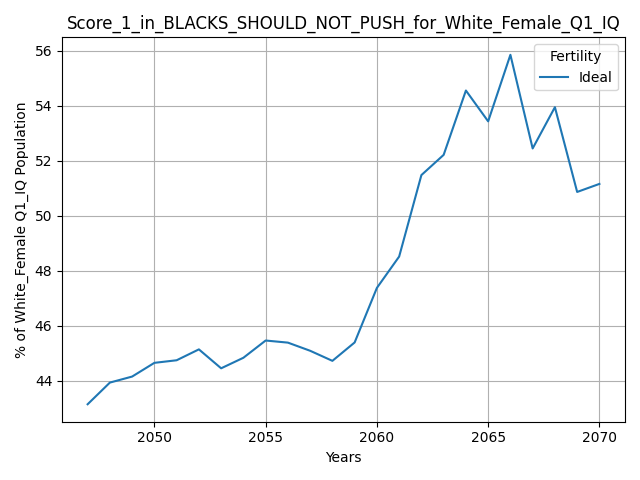 Score_1_in_BLACKS_SHOULD_NOT_PUSH_for_White_Female_Q1_IQ
Fertility
Ideal
56
54
52
50
48
46
44
% of White_Female Q1_IQ Population
2050 2055 2060 2065 2070
Years